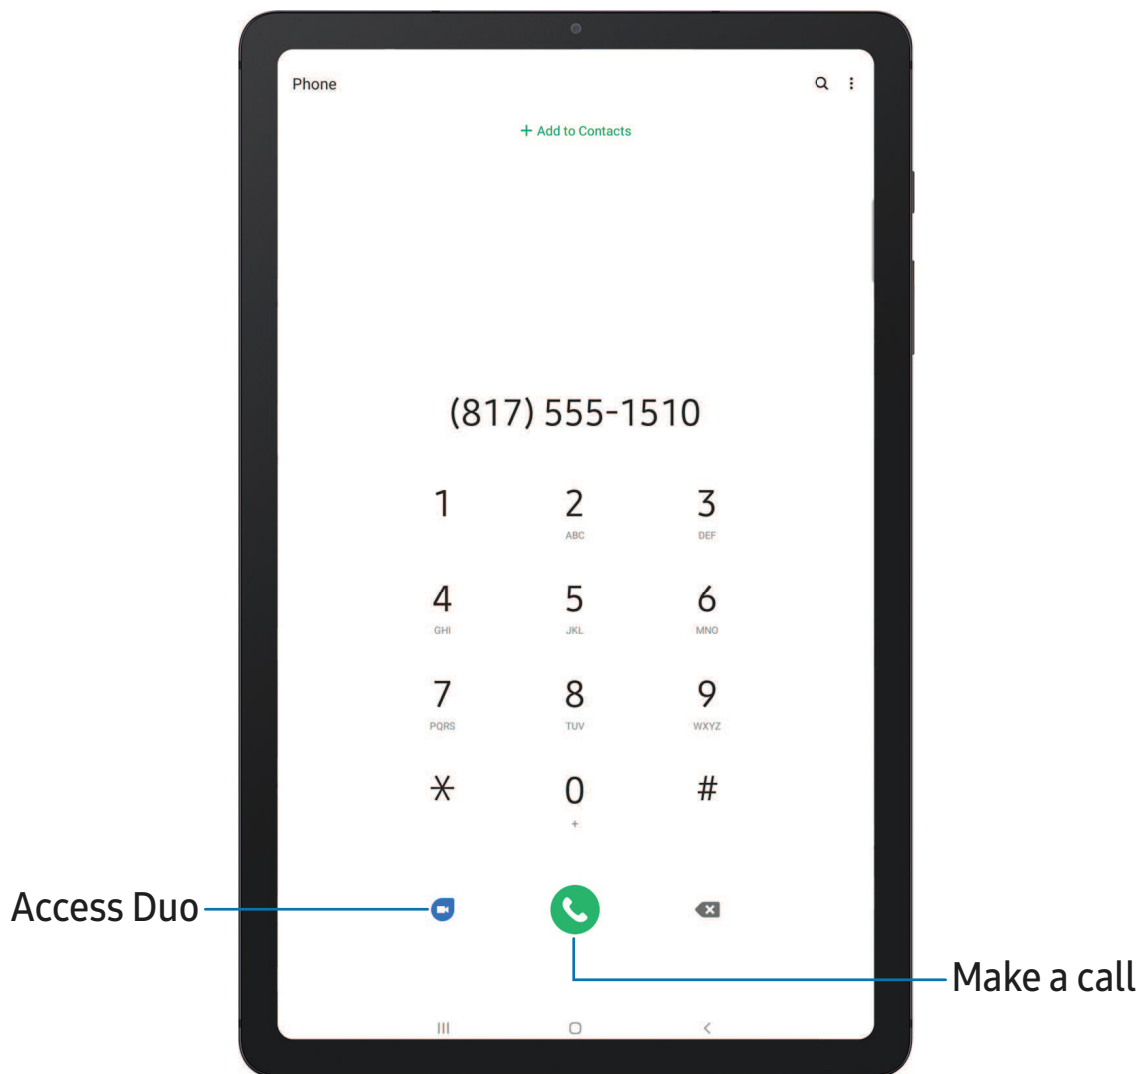 Phone
+ Add to Contacts
(817) 555-1510
1 2 3
ABC DEF
4 5 6
GHI JKL MNO
7 8 9
PQRS TUV WXYZ
* 0 #
+
Access Duo
Make a call